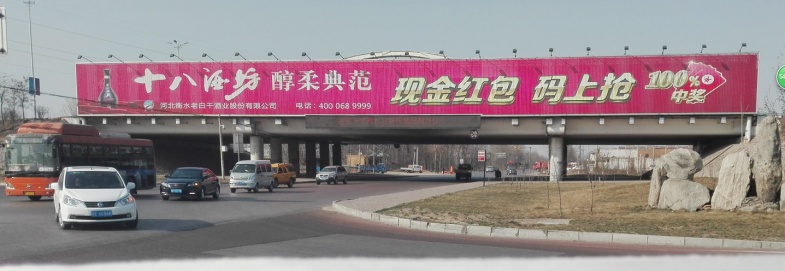 十八酒坊 醇柔典范 现金红包 码上抢 100% 中奖
河北衡水老白干酒业股份有限公司 电话：400 068 9999